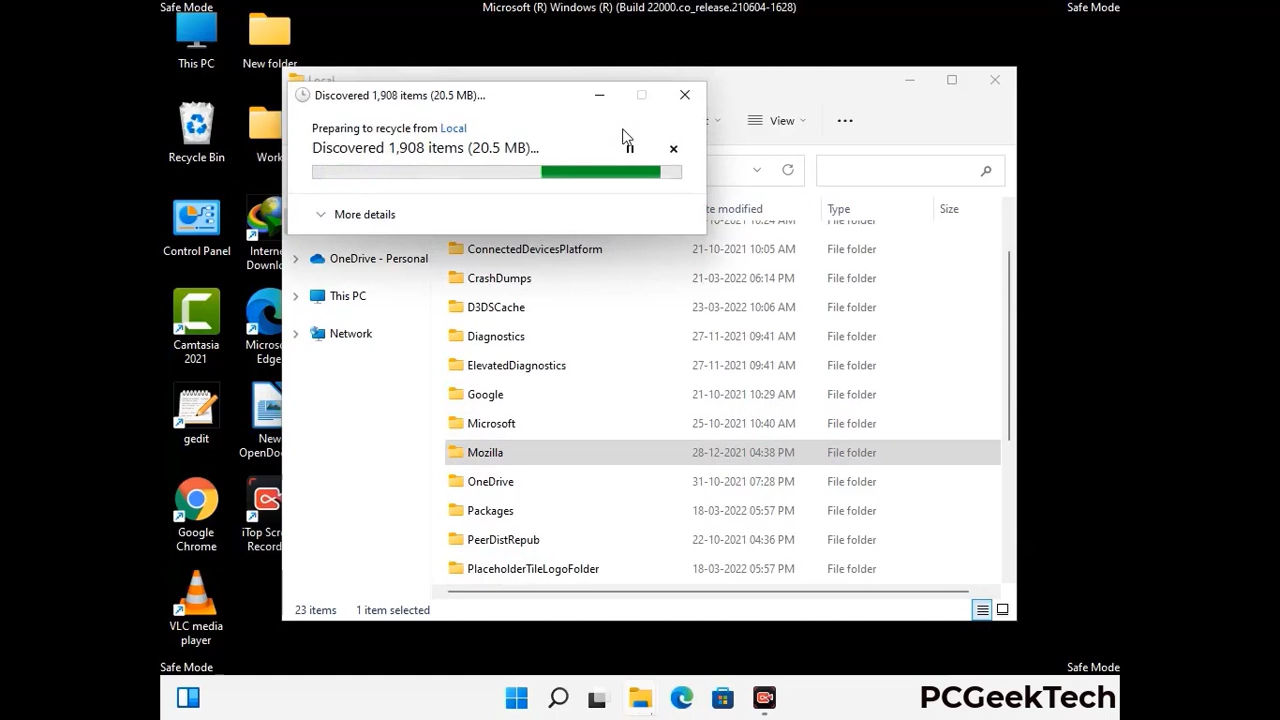 Safe Mode
Microsoft (R) Windows (R) (Build 22000.co_release.210604-1628)
Safe Mode
This PC
New folder
Recycle Bin
Work
Control Panel
Intern
Downlo
Camtasia
2021
Micros
Edge
gedit
New
OpenDoc
Google
Chrome
iTop Scr
Record
VLC media
player
Local
Discovered 1,908 items (20.5 MB)...
Preparing to recycle from Local
Discovered 1,908 items (20.5 MB)...
More details
View
OneDrive - Personal
This PC
Network
te modified
Type
Size
File folder
ConnectedDevicesPlatform 21-10-2021 10:05 AM File folder
CrashDumps 21-03-2022 06:14 PM File folder
D3DSCache 23-03-2022 10:06 AM File folder
Diagnostics 27-11-2021 09:41 AM File folder
ElevatedDiagnostics 27-11-2021 09:41 AM File folder
Google 21-10-2021 10:29 AM File folder
Microsoft 25-10-2021 10:40 AM File folder
Mozilla 28-12-2021 04:38 PM File folder
OneDrive 31-10-2021 07:28 PM File folder
Packages 18-03-2022 05:57 PM File folder
PeerDistRepub 22-10-2021 04:36 PM File folder
PlaceholderTileLogoFolder 18-03-2022 05:57 PM File folder
23 items 1 item selected
Safe Mode
Safe Mode
PCGeekTech